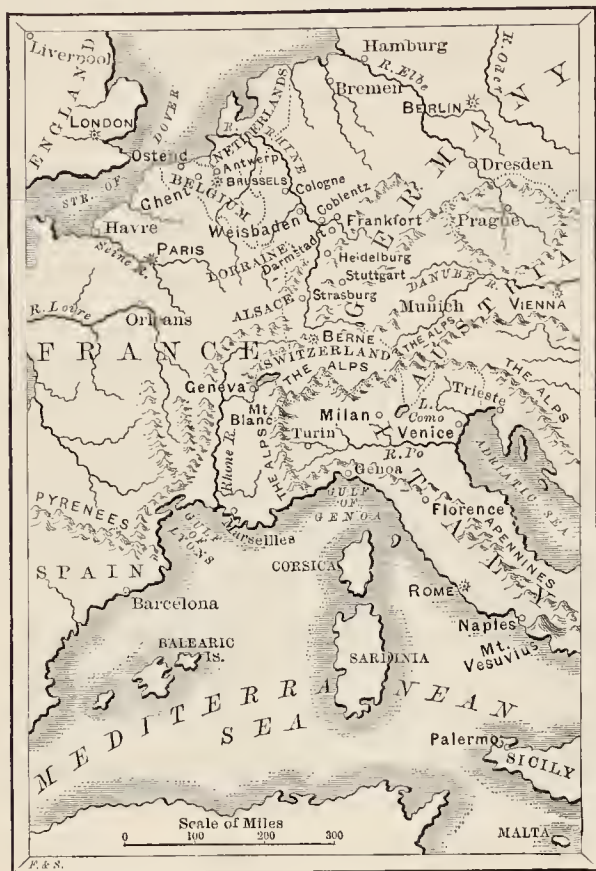 Liverpool
Hamburg
R. Elbe
R. Oder
Bremen
BERLIN
ENGLAND
LONDON
NETHERLANDS
R. RHINE
Dresden
STR. OF DOVER
Ostend
Antwerp
Ghent
BELGIUM
BRUSSELS
Cologne
Coblentz
Prague
Havre
Weisbaden
Frankfort
GERMANY
Seine R.
PARIS
LORRAINE
Darmstadt
Heidelburg
Stuttgart
DANUBE R.
ALSACE
Strasburg
Munich
VIENNA
R. Loire
Orleans
AUSTRIA
FRANCE
BERNE
SWITZERLAND
THE ALPS
THE ALPS
THE ALPS
Geneva
Mt
Blanc
Trieste
L.
Como
Milan
Venice
Rhone R.
THE ALPS
Turin
R. Po
ADRIATIC SEA
Genoa
GULF
OF
GENOA
ITALY
Florence
APENNINES
PYRENEES
GULF
OF
LYONS
Marseilles
SPAIN
CORSICA
ROME
Barcelona
Naples
Mt.
Vesuvius
BALEARIC
IS.
SARDINIA
MEDITERRANEAN
SEA
Palermo
SICILY
Scale of Miles
0 100 200 300
MALTA
F. & S.